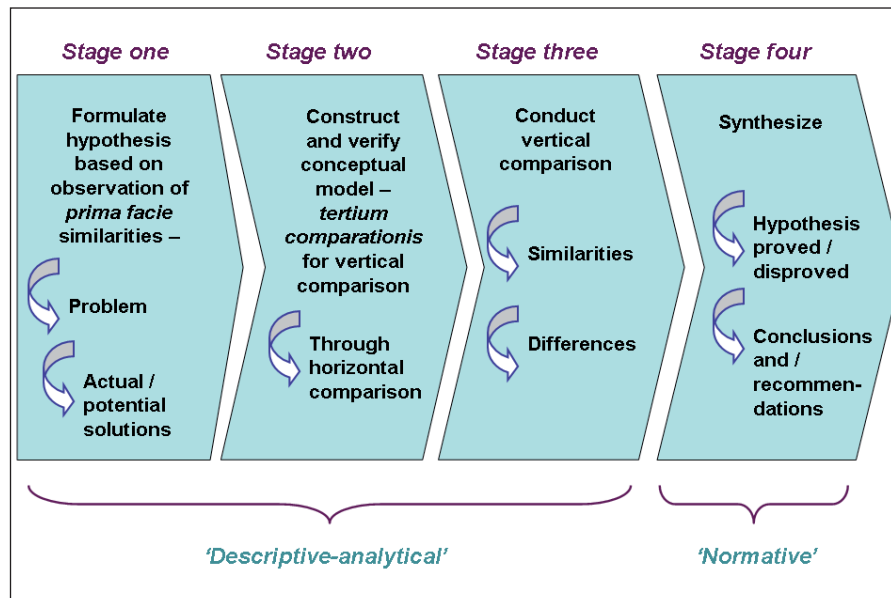 Stage one
Stage two
Stage three
Stage four
Formulate
hypothesis
based on
observation of
prima facie
similarities –
Problem
Actual /
potential
solutions
Construct
and verify
conceptual
model –
tertium
comparationis
for vertical
comparison
Through
horizontal
comparison
Conduct
vertical
comparison
Similarities
Differences
Synthesize
Hypothesis
proved /
disproved
Conclusions
and /
recommen-
dations
‘Descriptive-analytical’
‘Normative’